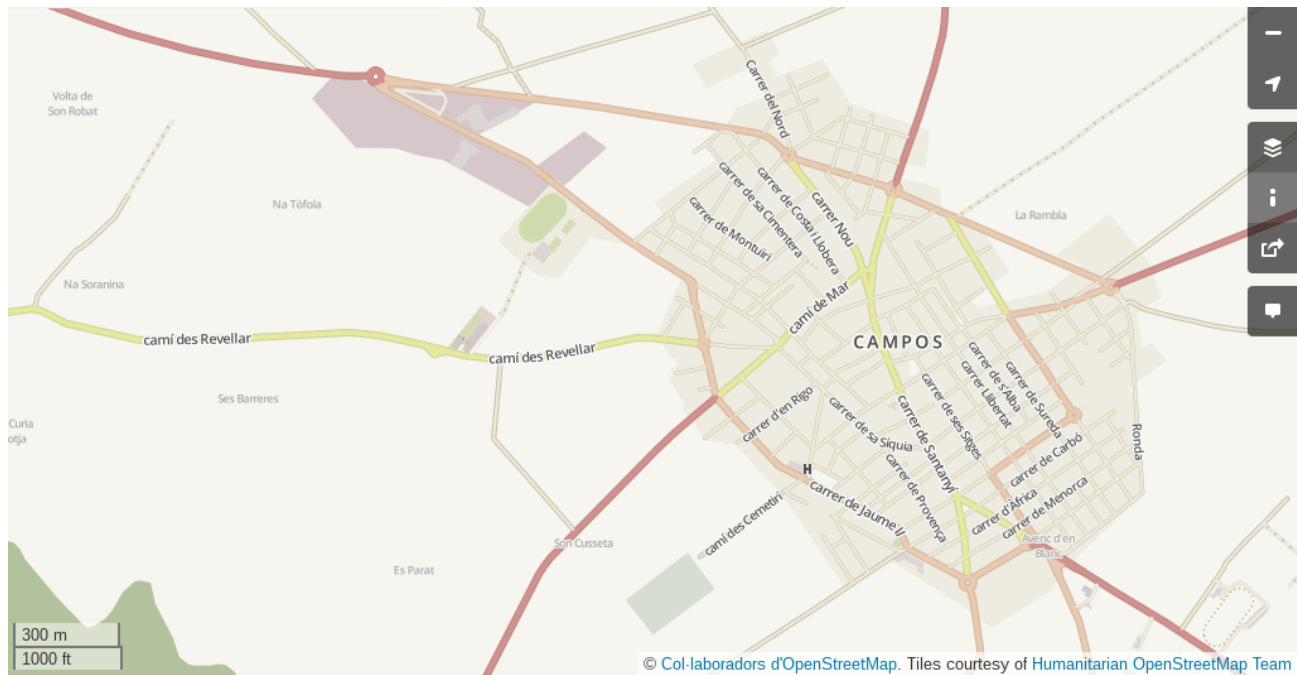 Volta de
Son Robat
Carrer del Nord
Na Tófola
carrer de sa Cimentera
carrer de Costa i Llobera
carrer Nou
carrer de Montuïri
La Rambla
Na Soranina
camí de Mar
camí des Revellar
camí des Revellar
CAMPOS
Ses Barreres
Curia
otja
carrer d'en Rigo
carrer de sa Siquia
carrer de Santanyí
carrer de ses Sitges
carrer Llibertat
carrer de s'Alba
carrer de Sureda
Ronda
carrer de Carbó
H
carrer de Jaume II
carrer de Provença
carrer d'Àfrica
carrer de Menorca
camí des Cemetiri
Son Cusseta
Avenc d'en
Blanc
Es Parat
300 m
1000 ft
© Col·laboradors d'OpenStreetMap. Tiles courtesy of Humanitarian OpenStreetMap Team